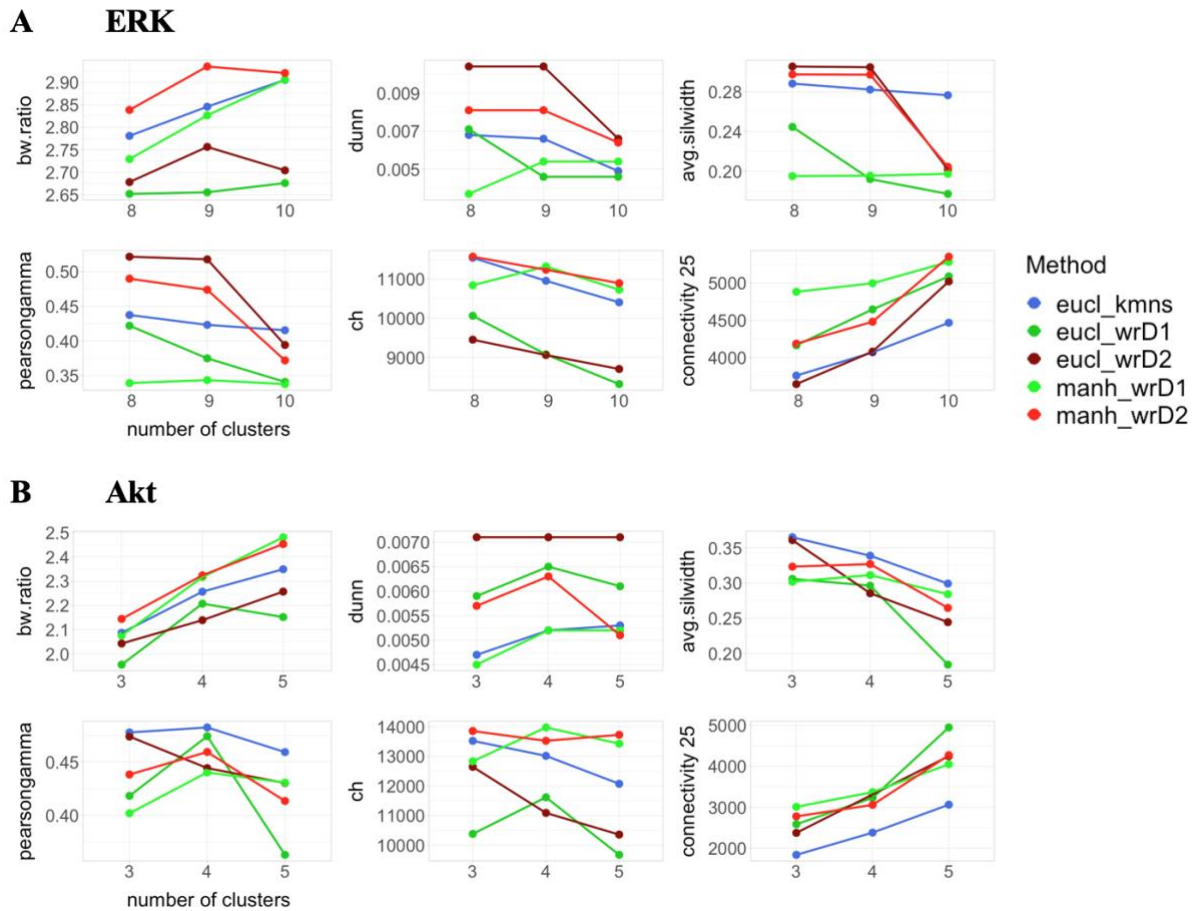 A ERK
bw.ratio
2.90
2.85
2.80
2.75
2.70
2.65
8 9 10
dunn
0.009
0.007
0.005
8 9 10
avg.silwidth
0.28
0.24
0.20
8 9 10
pearsongamma
0.50
0.45
0.40
0.35
8 9 10
number of clusters
ch
11000
10000
9000
8 9 10
connectivity 25
5000
4500
4000
8 9 10
Method
eucl_kmns
eucl_wrD1
eucl_wrD2
manh_wrD1
manh_wrD2
B Akt
bw.ratio
2.5
2.4
2.3
2.2
2.1
2.0
3 4 5
dunn
0.0070
0.0065
0.0060
0.0055
0.0050
0.0045
3 4 5
avg.silwidth
0.35
0.30
0.25
0.20
3 4 5
pearsongamma
0.45
0.40
3 4 5
number of clusters
ch
14000
13000
12000
11000
10000
3 4 5
connectivity 25
5000
4000
3000
2000
3 4 5